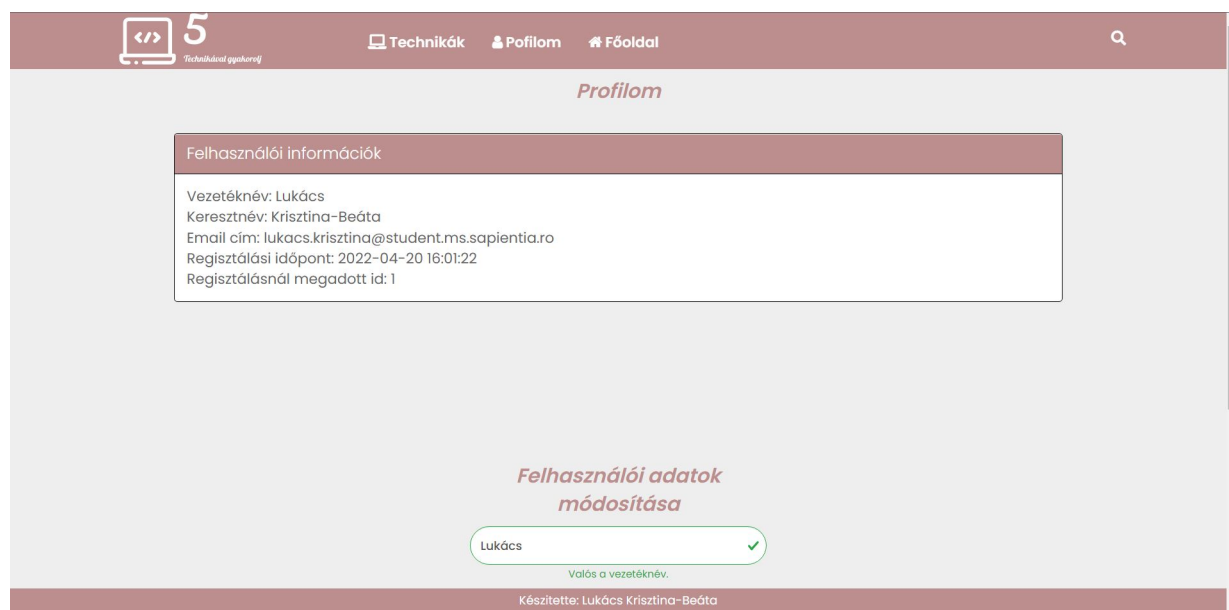 </> 5
Technikával gyakorolj
Technikák Pofilom Főoldal
Profilom
Felhasználói információk
Vezetéknév: Lukács
Keresztnév: Krisztina-Beáta
Email cím: lukacs.krisztina@student.ms.sapientia.ro
Regisztálási időpont: 2022-04-20 16:01:22
Regisztálásnál megadott id: 1
Felhasználói adatok
módosítása
Lukács
Valós a vezetéknév.
Készítette: Lukács Krisztina-Beáta